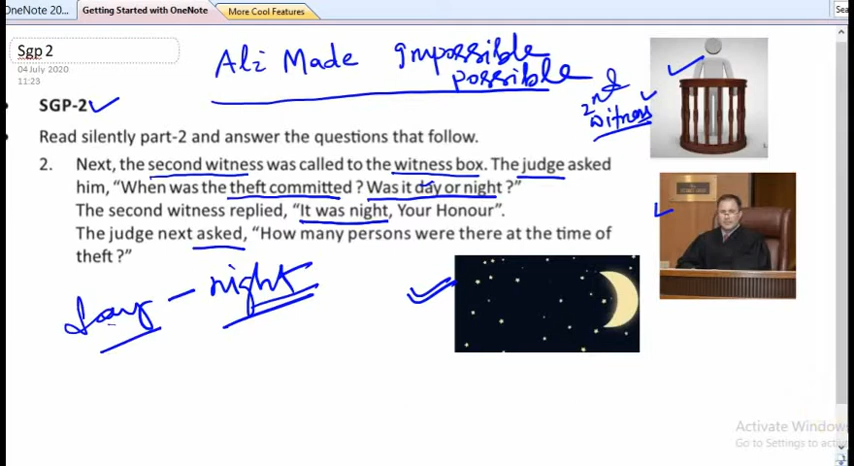 OneNote 20...
Getting Started with OneNote
More Cool Features
Sea
Sgp 2
04 July 2020
11:23
Ali Made Impossible
possible
2nd
witness
SGP-2
Read silently part-2 and answer the questions that follow.
2. Next, the second witness was called to the witness box. The judge asked
him, “When was the theft committed ? Was it day or night ?”
The second witness replied, “It was night, Your Honour”.
The judge next asked, “How many persons were there at the time of
theft ?”
day - night
Activate Windows
Go to Settings to acti